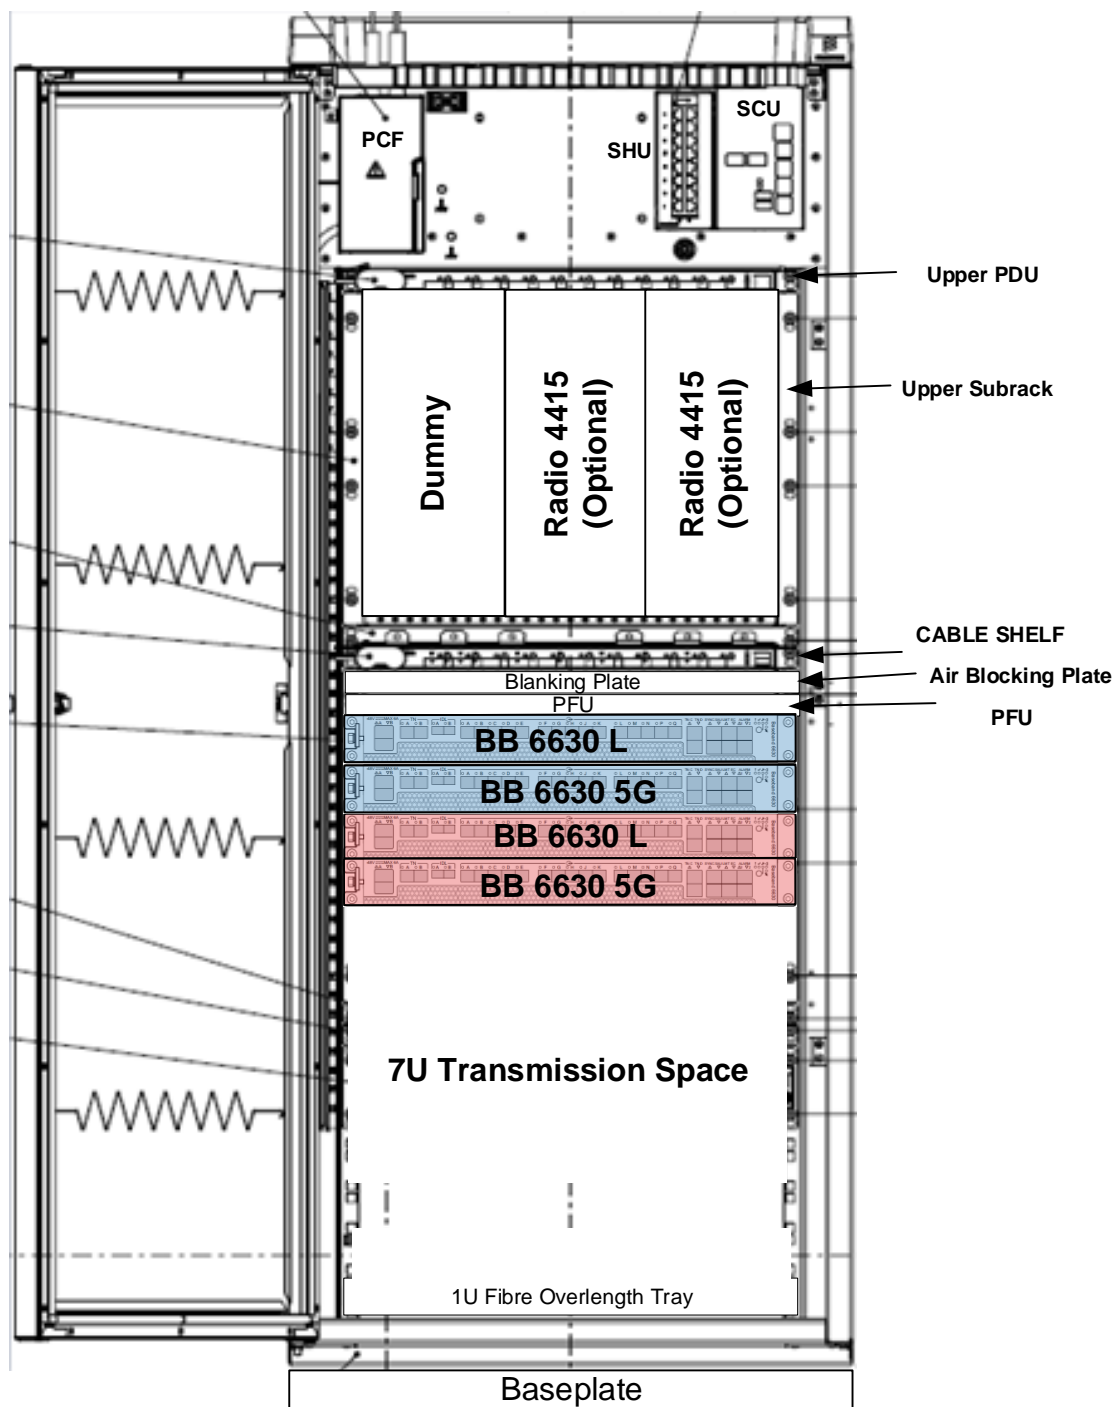 SCU
PCF
SHU
Upper PDU
Dummy
Radio 4415
(Optional)
Radio 4415
(Optional)
Upper Subrack
CABLE SHELF
Blanking Plate
Air Blocking Plate
PFU
PFU
BB 6630 L
BB 6630 5G
BB 6630 L
BB 6630 5G
7U Transmission Space
1U Fibre Overlength Tray
Baseplate